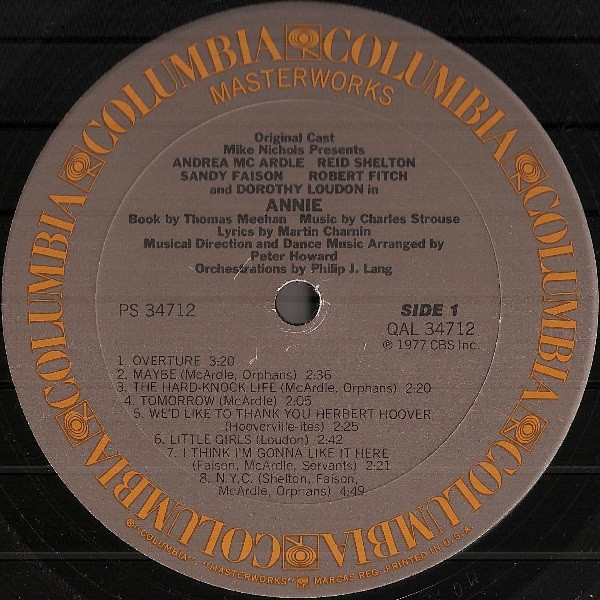 COLUMBIA COLUMBIA COLUMBIA COLUMBIA COLUMBIA COLUMBIA COLUMBIA
MASTERWORKS
Original Cast
Mike Nichols Presents
ANDREA MC ARDLE REID SHELTON
SANDY FAISON ROBERT FITCH
and DOROTHY LOUDON in
ANNIE
Book by Thomas Meehan Music by Charles Strouse
Lyrics by Martin Charnin
Musical Direction and Dance Music Arranged by
Peter Howard
Orchestrations by Philip J. Lang
PS 34712
SIDE 1
QAL 34712
℗ 1977 CBS Inc.
1. OVERTURE 3:20
2. MAYBE (McArdle, Orphans) 2:36
3. THE HARD-KNOCK LIFE (McArdle, Orphans) 2:20
4. TOMORROW (McArdle) 2:05
5. WE'D LIKE TO THANK YOU HERBERT HOOVER
(Hooverville-ites) 2:25
6. LITTLE GIRLS (Loudon) 2:42
7. I THINK I'M GONNA LIKE IT HERE
(Faison, McArdle, Servants) 2:21
8. N.Y.C. (Shelton, Faison,
McArdle, Orphans) 4:49
® "COLUMBIA", "MASTERWORKS", MARCAS REG. PRINTED IN U.S.A.